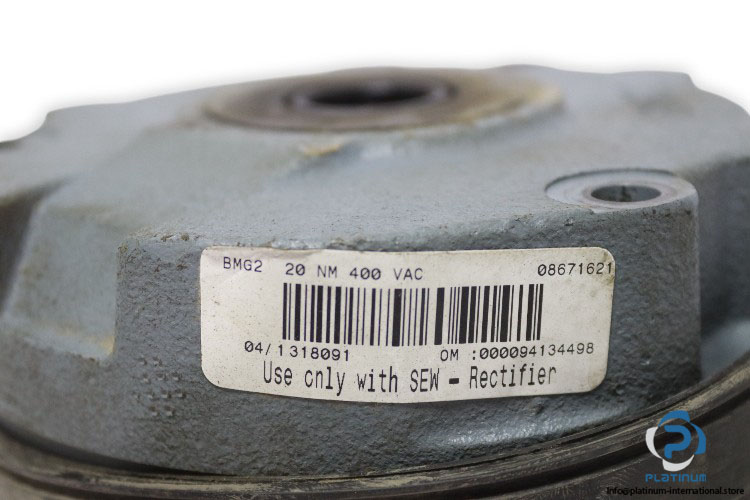 BMG2 20 NM 400 VAC 08671621
04/1318091 OM :000094134498
Use cnly with SEW - Rectifier
PLATINUM
info@platinum-international.store